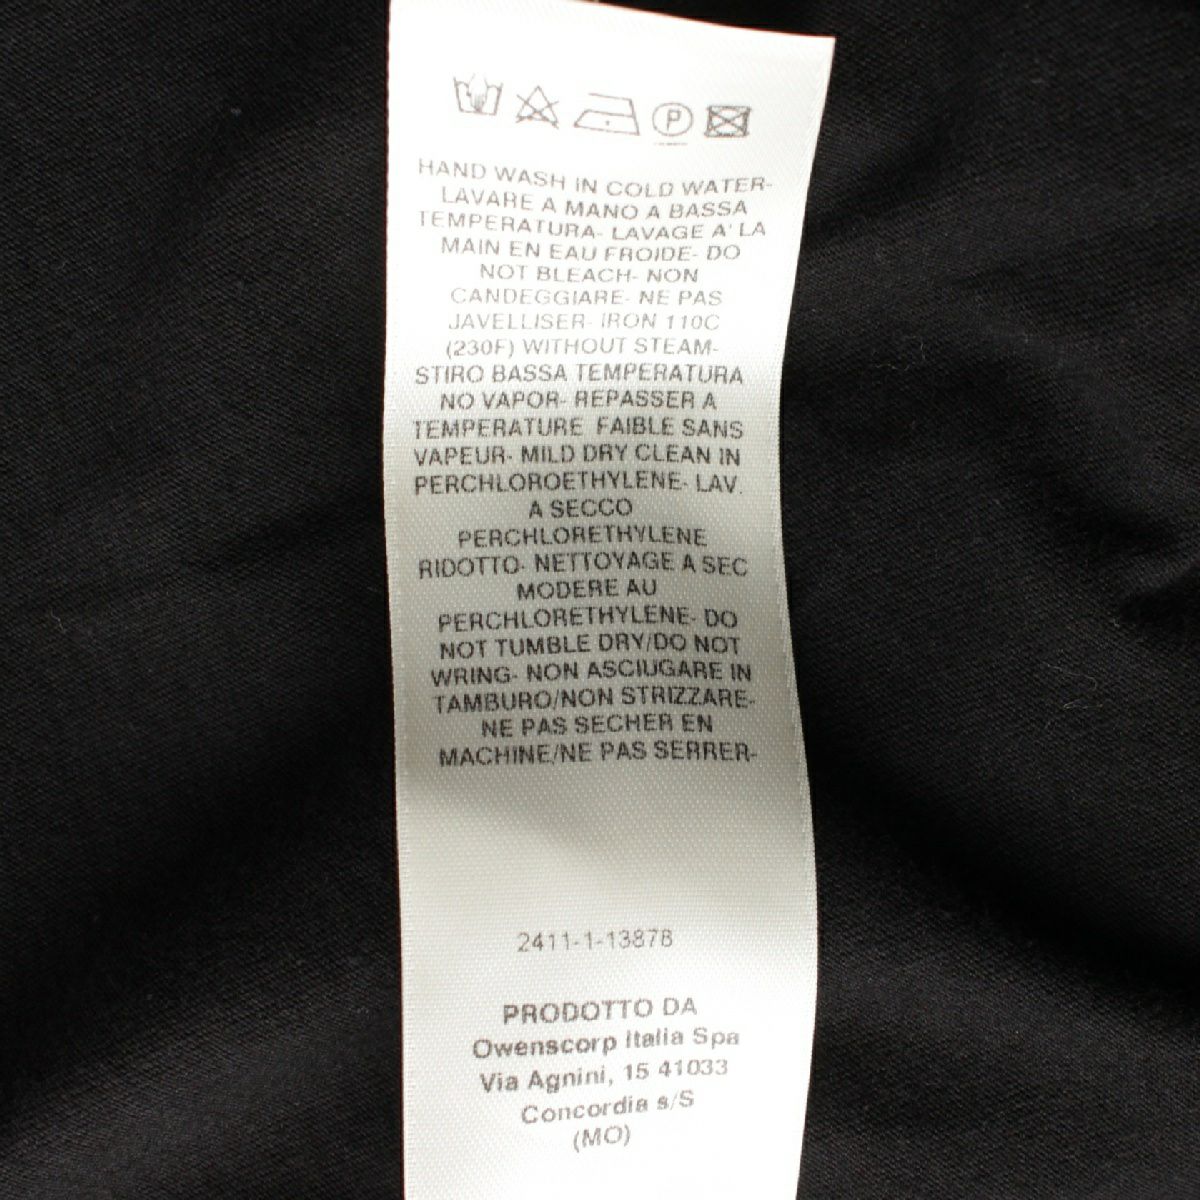 P
HAND WASH IN COLD WATER-
LAVARE A MANO A BASSA
TEMPERATURA- LAVAGE A' LA
MAIN EN EAU FROIDE- DO
NOT BLEACH- NON
CANDEGGIARE- NE PAS
JAVELLISER- IRON 110C
(230F) WITHOUT STEAM-
STIRO BASSA TEMPERATURA
NO VAPOR- REPASSER A
TEMPERATURE FAIBLE SANS
VAPEUR- MILD DRY CLEAN IN
PERCHLOROETHYLENE- LAV.
A SECCO
PERCHLORETHYLENE
RIDOTTO- NETTOYAGE A SEC
MODERE AU
PERCHLORETHYLENE- DO
NOT TUMBLE DRY/DO NOT
WRING- NON ASCIUGARE IN
TAMBURO/NON STRIZZARE-
NE PAS SECHER EN
MACHINE/NE PAS SERRER-
2411-1-13878
PRODOTTO DA
Owenscorp Italia Spa
Via Agnini, 15 41033
Concordia s/S
(MO)